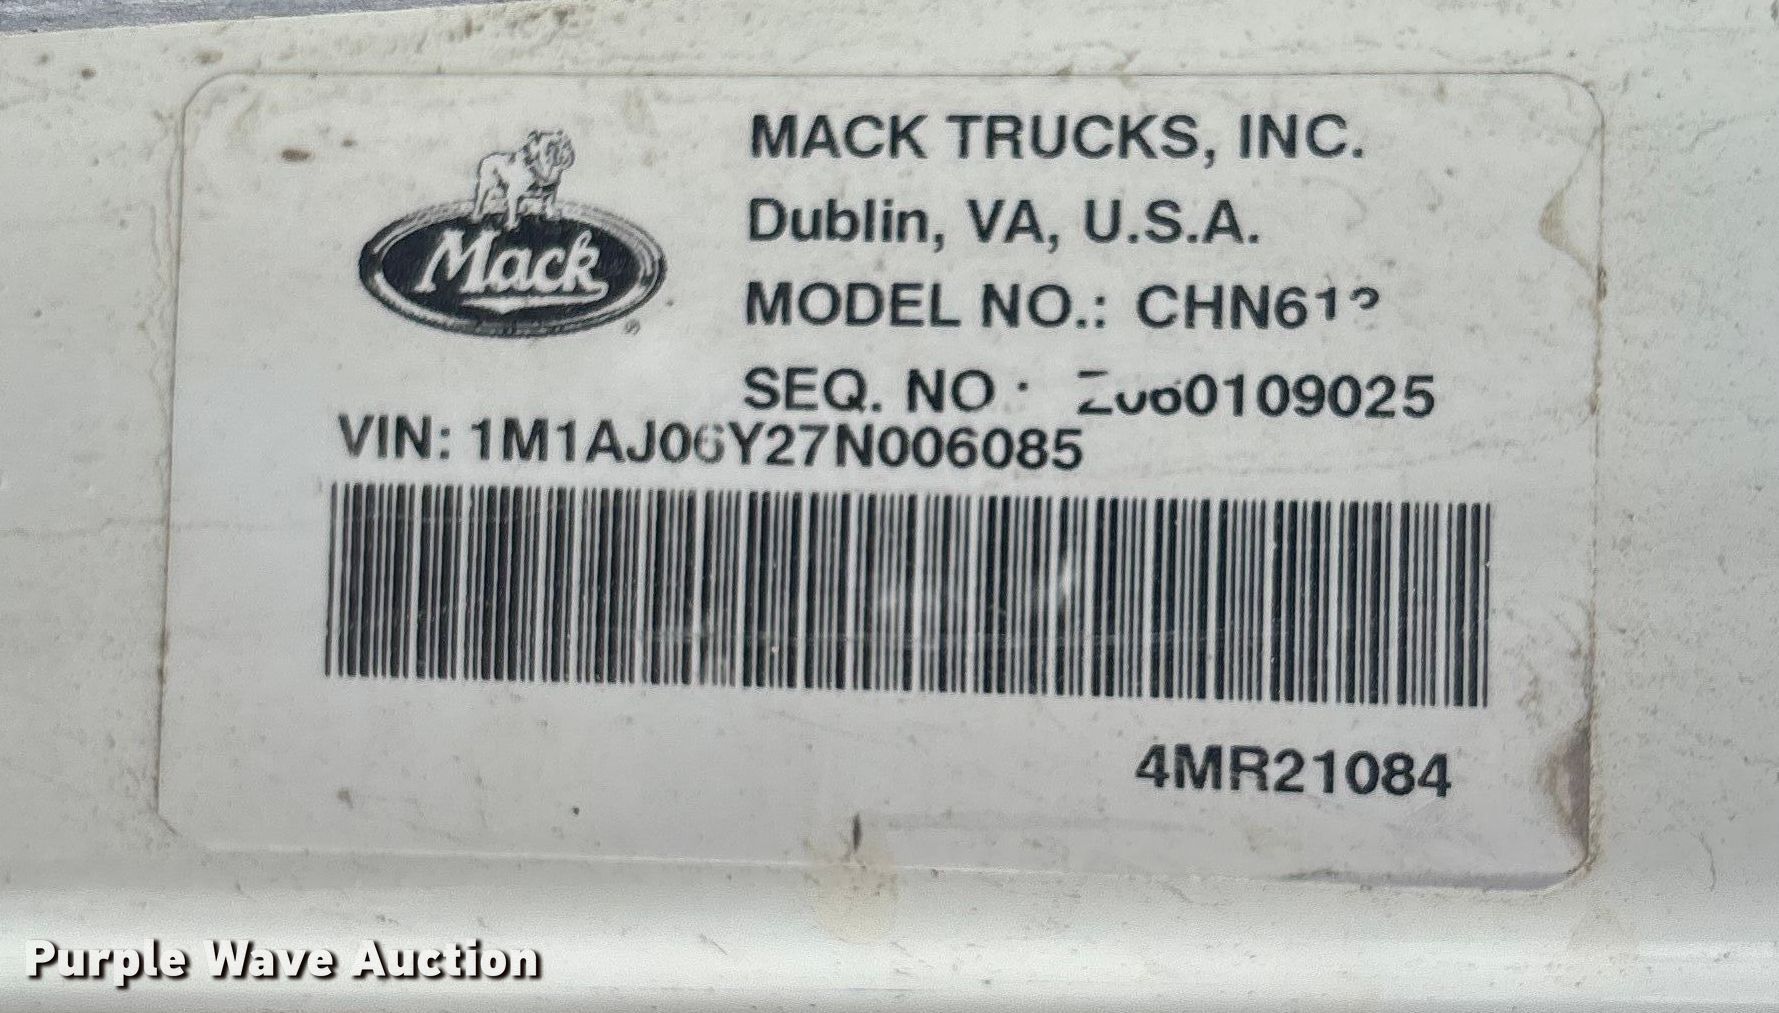 MACK TRUCKS, INC.
Dublin, VA, U.S.A.
Mack
®
MODEL NO.: CHN613
SEQ. NO.: Z060109025
VIN: 1M1AJ06Y27N006085
4MR21084
Purple Wave Auction